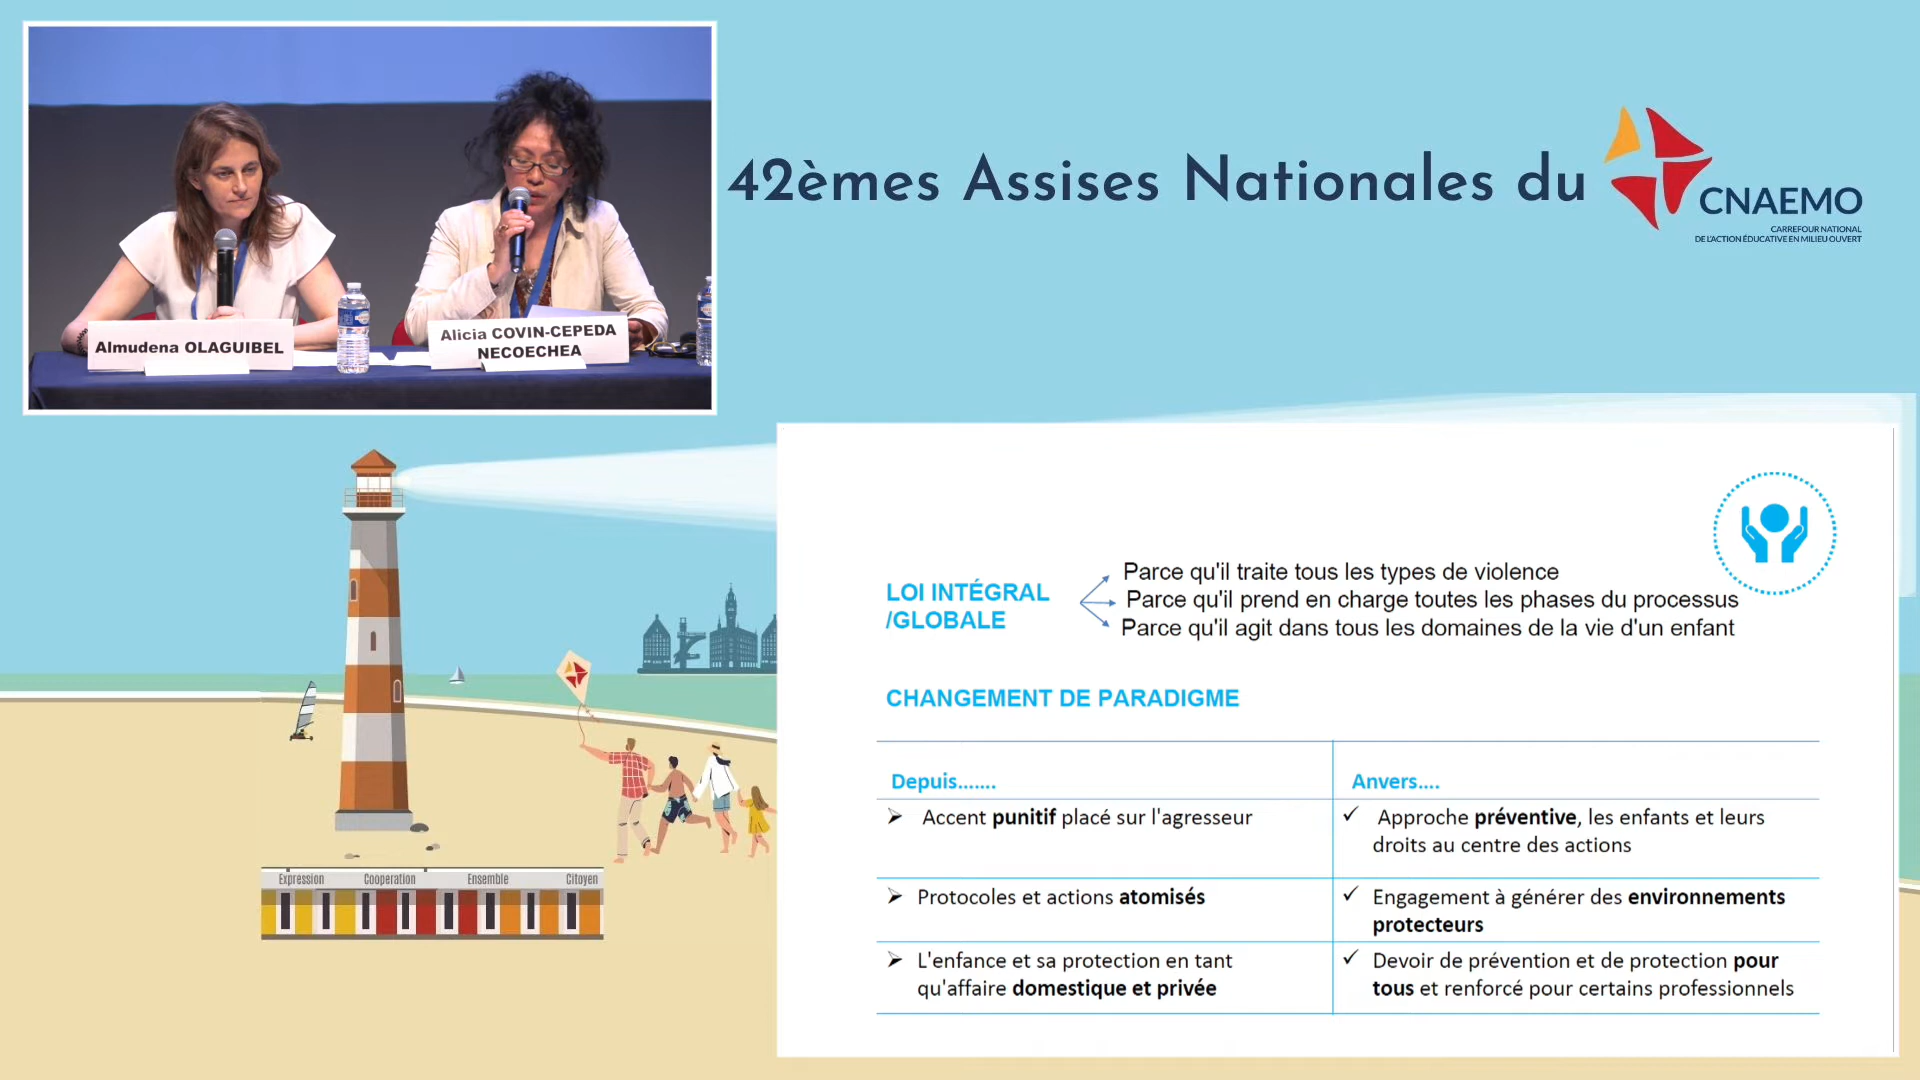 42èmes Assises Nationales du
CNAEMO
CARREFOUR NATIONAL
DE L'ACTION ÉDUCATIVE EN MILIEU OUVERT
Almudena OLAGUIBEL
Alicia COVIN-CEPEDA
NECOECHEA
LOI INTÉGRAL
/GLOBALE
Parce qu'il traite tous les types de violence
Parce qu'il prend en charge toutes les phases du processus
Parce qu'il agit dans tous les domaines de la vie d'un enfant
CHANGEMENT DE PARADIGME
Depuis.......
Anvers....
Accent punitif placé sur l'agresseur
Approche préventive, les enfants et leurs
droits au centre des actions
Protocoles et actions atomisés
Engagement à générer des environnements
protecteurs
L'enfance et sa protection en tant
qu'affaire domestique et privée
Devoir de prévention et de protection pour
tous et renforcé pour certains professionnels
Expression
Cooperation
Ensemble
Citoyen